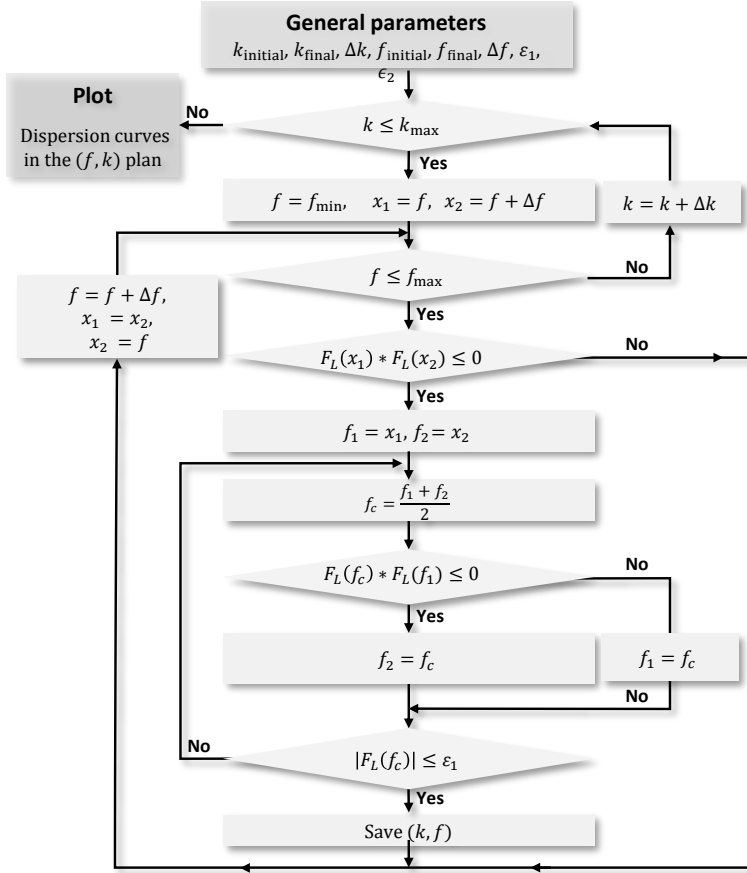 General parameters
k_initial, k_final, Δk, f_initial, f_final, Δf, ε₁,
ϵ₂
Plot
Dispersion curves
in the (f, k) plan
No
k ≤ k_max
Yes
f = f_min, x₁ = f, x₂ = f + Δf
k = k + Δk
f ≤ f_max
No
Yes
f = f + Δf,
x₁ = x₂,
x₂ = f
F_L(x₁) ∗ F_L(x₂) ≤ 0
No
Yes
f₁ = x₁, f₂ = x₂
f_c = (f₁ + f₂)/2
F_L(f_c) ∗ F_L(f₁) ≤ 0
No
Yes
f₂ = f_c
f₁ = f_c
No
No
|F_L(f_c)| ≤ ε₁
Yes
Save (k, f)